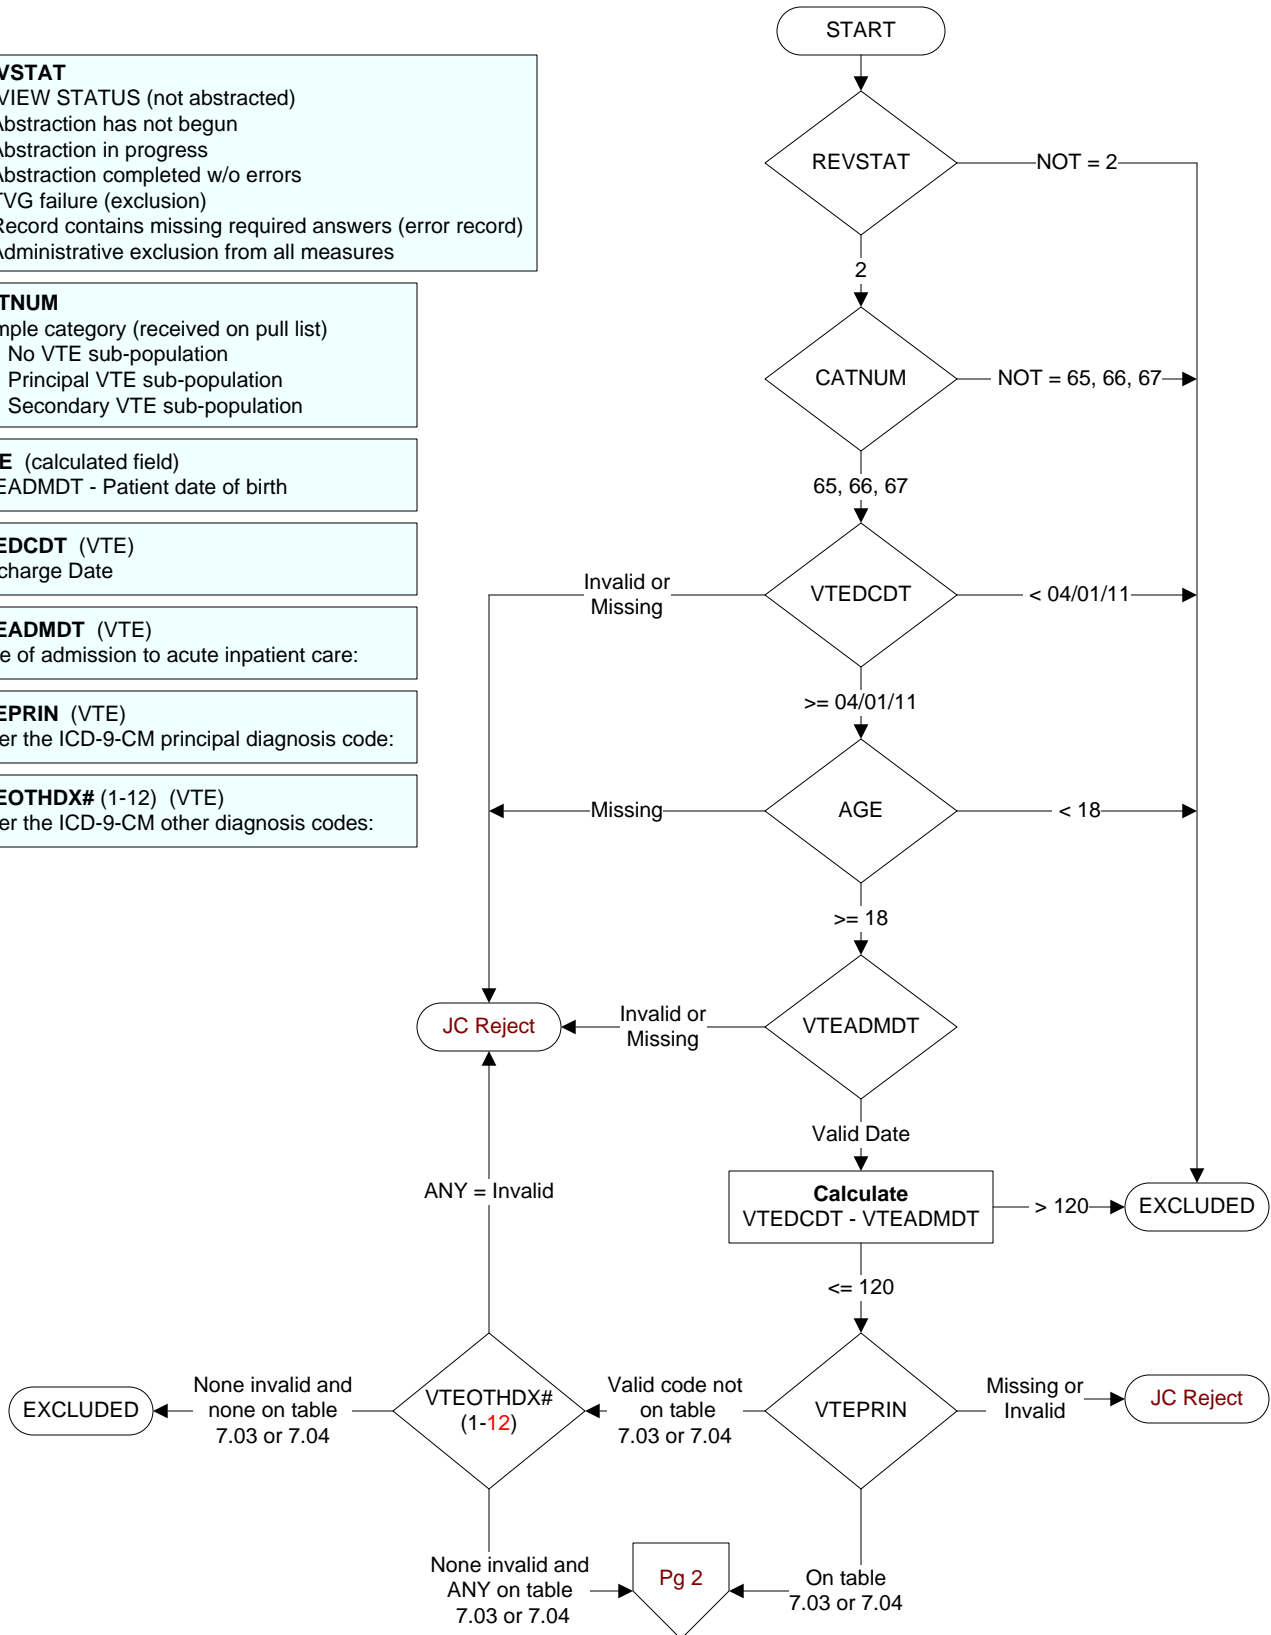 VSTAT
VIEW STATUS (not abstracted)
Abstraction has not begun
Abstraction in progress
Abstraction completed w/o errors
TVG failure (exclusion)
Record contains missing required answers (error record)
Administrative exclusion from all measures
TNUM
mple category (received on pull list)
No VTE sub-population
Principal VTE sub-population
Secondary VTE sub-population
E (calculated field)
EADMDT - Patient date of birth
EDCDT (VTE)
charge Date
EADMDT (VTE)
e of admission to acute inpatient care:
EPRIN (VTE)
er the ICD-9-CM principal diagnosis code:
EOTHDX# (1-12) (VTE)
er the ICD-9-CM other diagnosis codes:
START
REVSTAT
NOT = 2
2
CATNUM
NOT = 65, 66, 67
65, 66, 67
Invalid or
Missing
VTEDCDT
< 04/01/11
>= 04/01/11
Missing
AGE
< 18
>= 18
JC Reject
Invalid or
Missing
VTEADMDT
Valid Date
ANY = Invalid
Calculate
VTEDCDT - VTEADMDT
> 120
EXCLUDED
<= 120
EXCLUDED
None invalid and
none on table
7.03 or 7.04
VTEOTHDX#
(1-12)
Valid code not
on table
7.03 or 7.04
VTEPRIN
Missing or
Invalid
JC Reject
None invalid and
ANY on table
7.03 or 7.04
Pg 2
On table
7.03 or 7.04